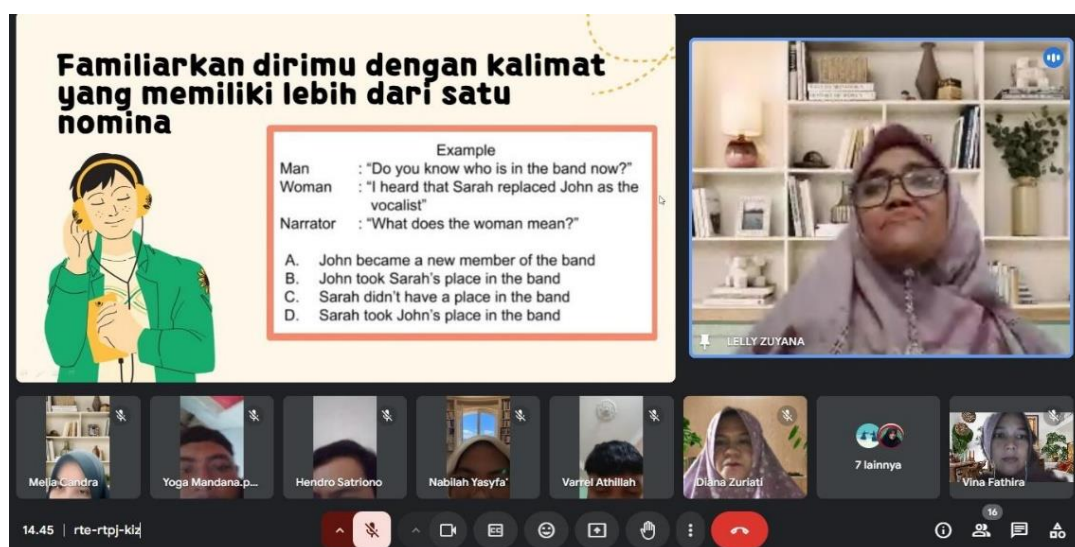 Familiarkan dirimu dengan kalimat
yang memiliki lebih dari satu
nomina
Example
Man : “Do you know who is in the band now?”
Woman : “I heard that Sarah replaced John as the
vocalist”
Narrator : “What does the woman mean?”
A. John became a new member of the band
B. John took Sarah’s place in the band
C. Sarah didn’t have a place in the band
D. Sarah took John’s place in the band
LELLY ZUYANA
Melia Candra
Yoga Mandana.p...
Hendro Satriono
Nabilah Yasyfa'
Varrel Athillah
Diana Zuriati
7 lainnya
Vina Fathira
14.45 | rte-rtpj-kiz
16